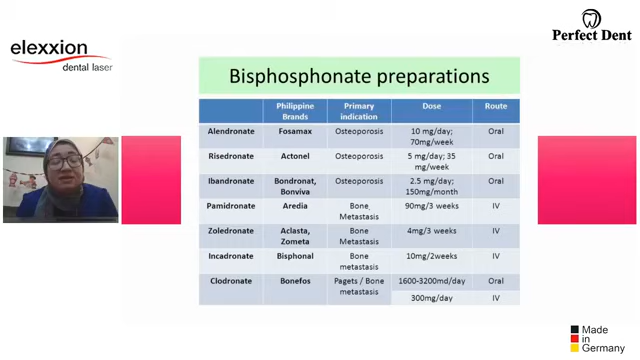 elexxion
dental laser
Perfect Dent
Bisphosphonate preparations
Philippine Brands Primary indication Dose Route
Alendronate Fosamax Osteoporosis 10 mg/day; 70mg/week Oral
Risedronate Actonel Osteoporosis 5 mg/day; 35 mg/week Oral
Ibandronate Bondronat, Bonviva Osteoporosis 2.5 mg/day; 150mg/month Oral
Pamidronate Aredia Bone Metastasis 90mg/3 weeks IV
Zoledronate Aclasta, Zometa Bone Metastasis 4mg/3 weeks IV
Incadronate Bisphonal Bone metastasis 10mg/2weeks IV
Clodronate Bonefos Pagets / Bone metastasis 1600-3200md/day Oral
300mg/day IV
Made
in
Germany